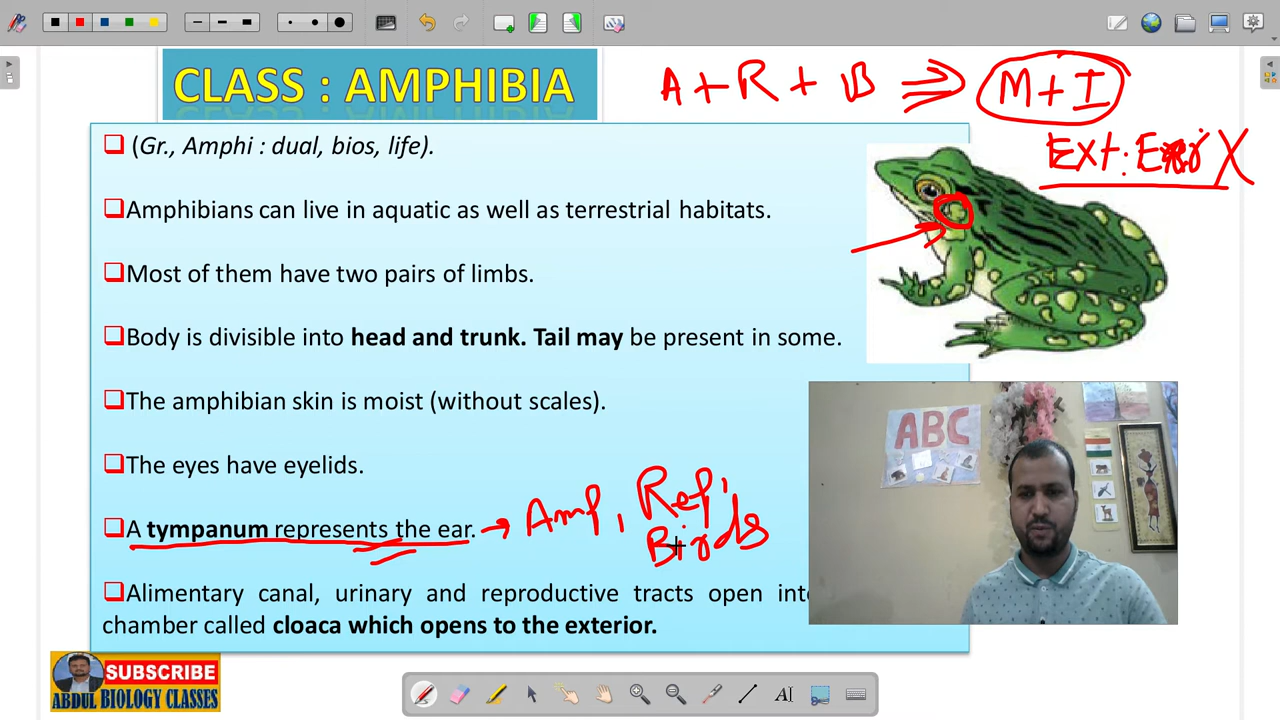 CLASS : AMPHIBIA
A + R + B ⇒ M + I
Ext. Ear X
(Gr., Amphi : dual, bios, life).
Amphibians can live in aquatic as well as terrestrial habitats.
Most of them have two pairs of limbs.
Body is divisible into head and trunk. Tail may be present in some.
The amphibian skin is moist (without scales).
The eyes have eyelids.
A tympanum represents the ear. → Amp, Rep,
Birds
Alimentary canal, urinary and reproductive tracts open into
chamber called cloaca which opens to the exterior.
ABC
SUBSCRIBE
ABDUL BIOLOGY CLASSES